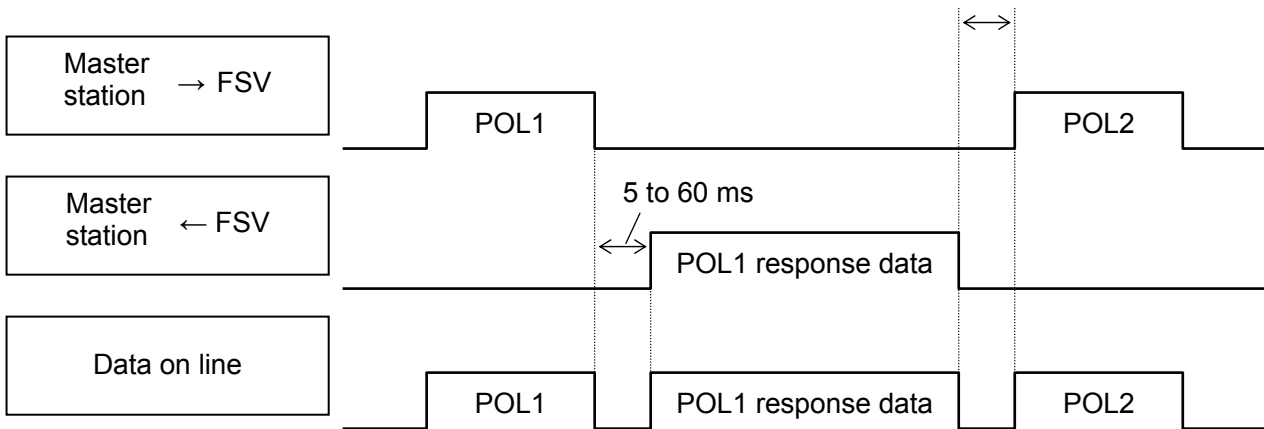 Master
station → FSV
POL1
POL2
Master
station ← FSV
5 to 60 ms
POL1 response data
Data on line
POL1
POL1 response data
POL2